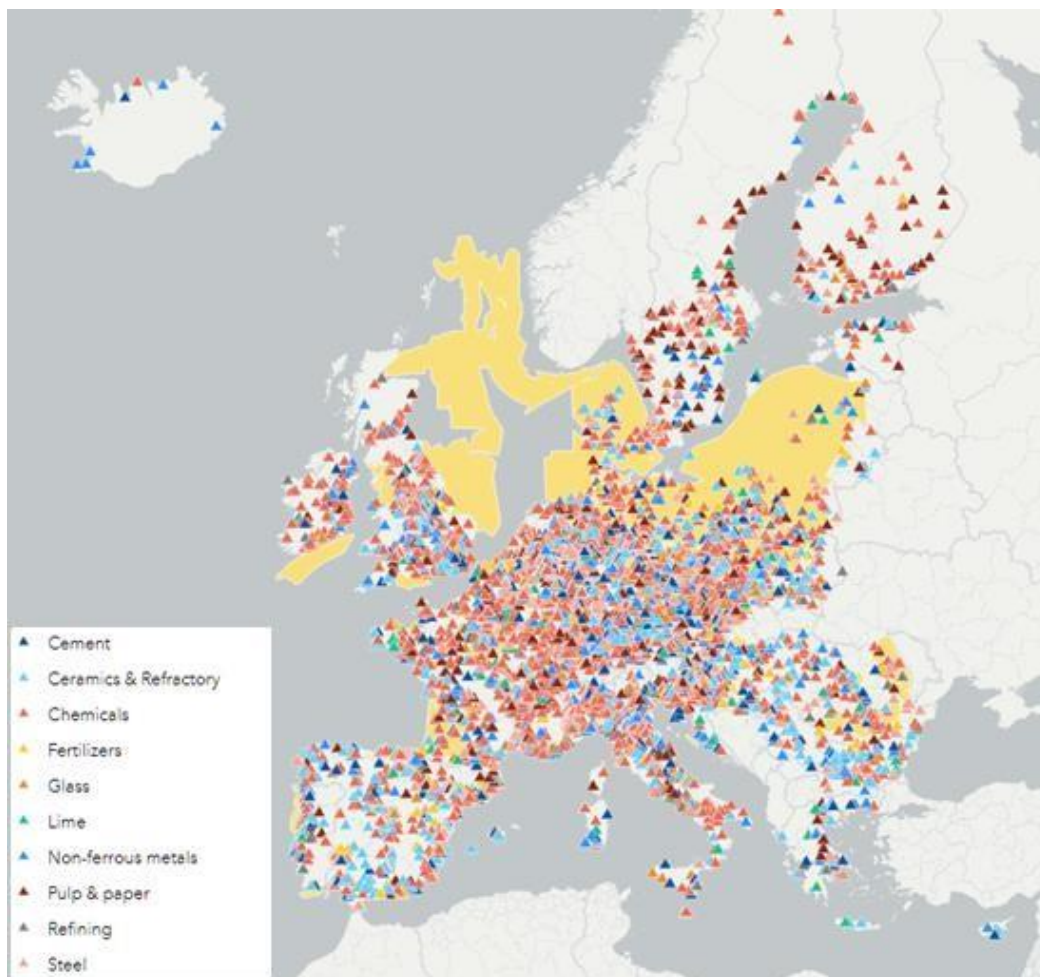 Cement
Ceramics & Refractory
Chemicals
Fertilizers
Glass
Lime
Non-ferrous metals
Pulp & paper
Refining
Steel